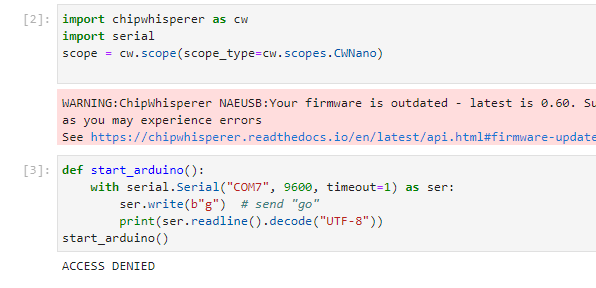 [2]: import chipwhisperer as cw
import serial
scope = cw.scope(scope_type=cw.scopes.CWNano)
WARNING:ChipWhisperer NAEUSB:Your firmware is outdated - latest is 0.60. Su
as you may experience errors
See https://chipwhisperer.readthedocs.io/en/latest/api.html#firmware-update
[3]: def start_arduino():
    with serial.Serial("COM7", 9600, timeout=1) as ser:
        ser.write(b"g")  # send "go"
        print(ser.readline().decode("UTF-8"))
start_arduino()
ACCESS DENIED